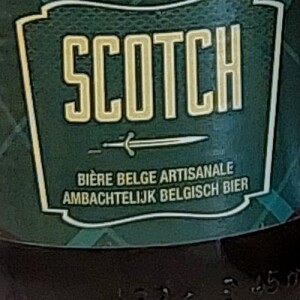 SCOTCH
BIÈRE BELGE ARTISANALE
AMBACHTELIJK BELGISCH BIER